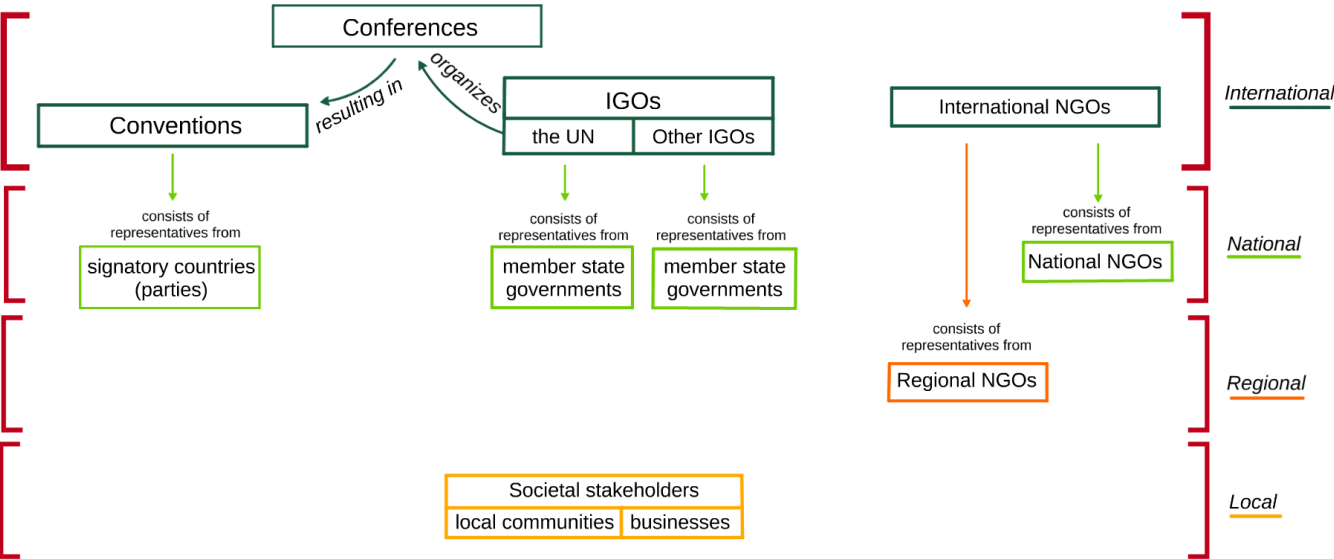 Conferences
resulting in
organizes
IGOs
the UN
Other IGOs
Conventions
International NGOs
International
consists of
representatives from
signatory countries
(parties)
consists of
representatives from
member state
governments
consists of
representatives from
member state
governments
consists of
representatives from
National NGOs
National
consists of
representatives from
Regional NGOs
Regional
Societal stakeholders
local communities
businesses
Local